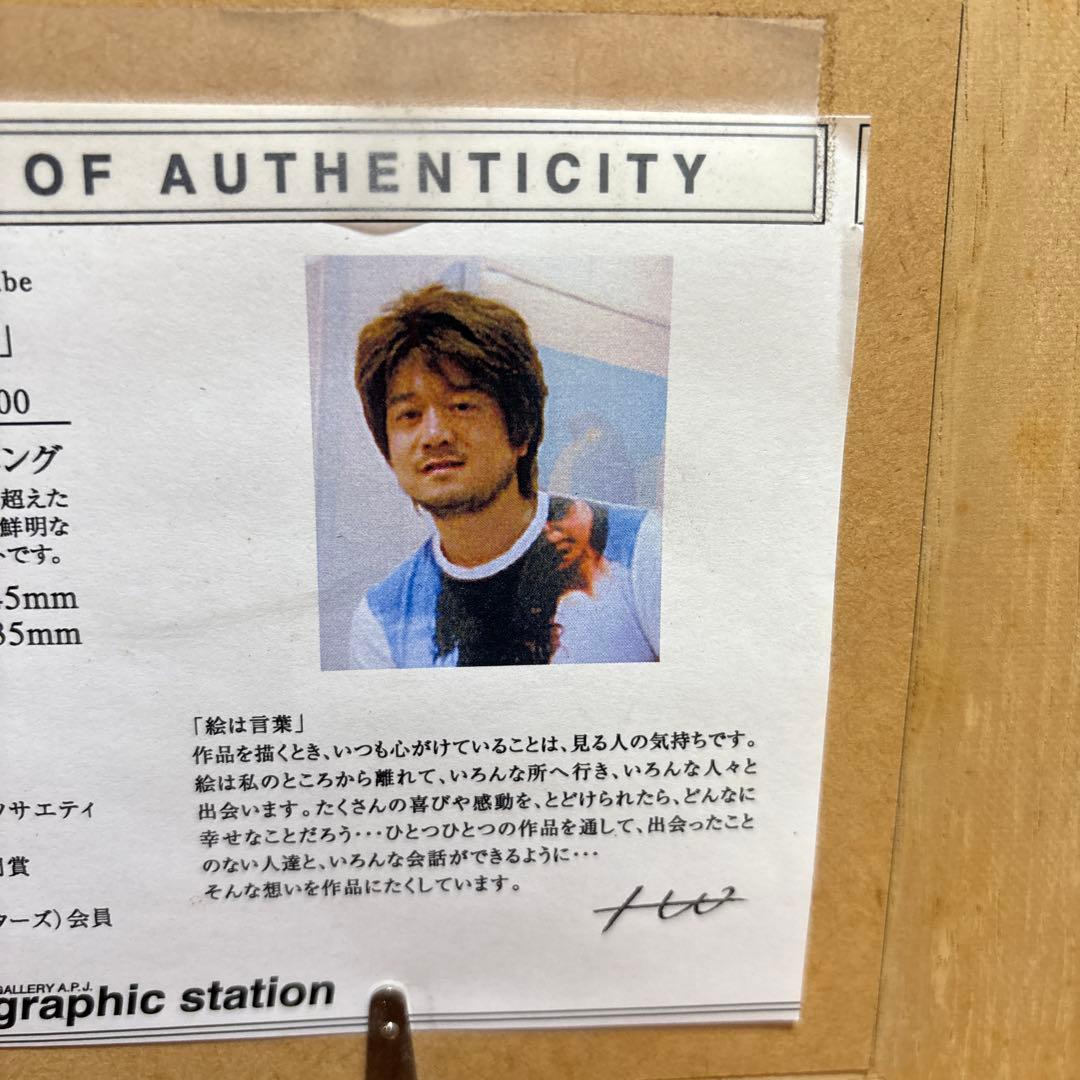 OF AUTHENTICITY
be
」
00
ング
超えた
鮮明な
です。
45mm
35mm
「絵は言葉」
作品を描くとき、いつも心がけていることは、見る人の気持ちです。
絵は私のところから離れて、いろんな所へ行き、いろんな人々と
出会います。たくさんの喜びや感動を、とどけられたら、どんなに
幸せなことだろう・・・ひとつひとつの作品を通して、出会ったこと
のない人達と、いろんな会話ができるように・・・
そんな想いを作品にたくしています。
サエティ
賞
ターズ）会員
GALLERY A.P.J.
graphic station